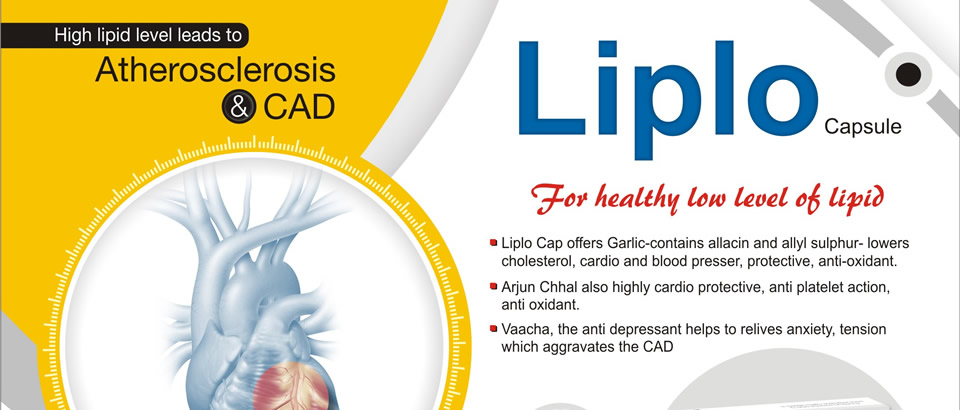 High lipid level leads to
Atherosclerosis
& CAD
Liplo
Capsule
For healthy low level of lipid
Liplo Cap offers Garlic-contains allacin and allyl sulphur- lowers
cholesterol, cardio and blood presser, protective, anti-oxidant.
Arjun Chhal also highly cardio protective, anti platelet action,
anti oxidant.
Vaacha, the anti depressant helps to relives anxiety, tension
which aggravates the CAD